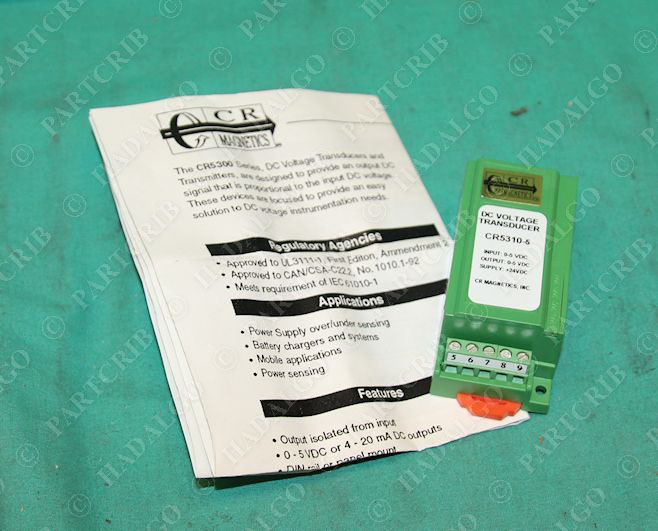 CR
MAGNETICS
The CR5300 Series, DC Voltage Transducers and
Transmitters, are designed to provide an output DC
signal that is proportional to the input DC voltage.
These devices are focused to provide an easy
solution to DC voltage instrumentation needs.
Regulatory Agencies
• Approved to UL3111-1, First Edition, Ammendment 2
• Approved to CAN/CSA-C22.2, No. 1010.1-92
• Meets requirement of IEC61010-1
Applications
• Power Supply over/under sensing
• Battery chargers and systems
• Mobile applications
• Power sensing
Features
• Output isolated from input
• 0 - 5 VDC or 4 - 20 mA DC outputs
• DIN rail or panel mount
CR
MAGNETICS
DC VOLTAGE
TRANSDUCER
CR5310-5
INPUT: 0-5 VDC
OUTPUT: 0-5 VDC
SUPPLY: +24VDC
CR MAGNETICS, INC
5 6 7 8 9
© PARTCRIB
© HADALGO